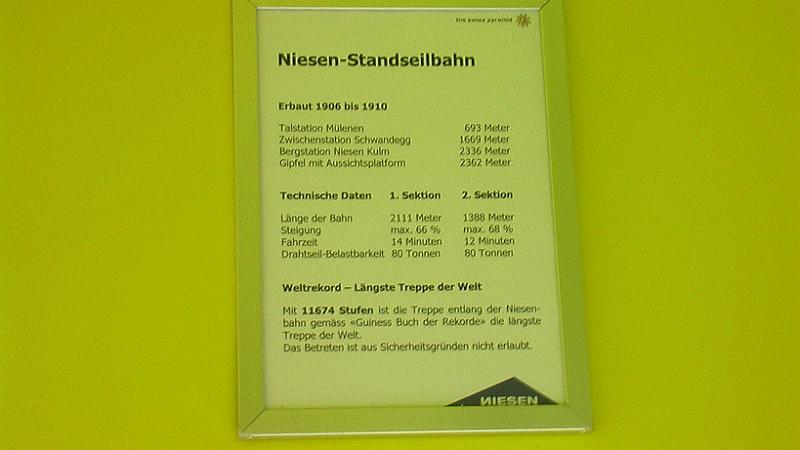 the swiss pyramid
Niesen-Standseilbahn
Erbaut 1906 bis 1910
Talstation Mülenen 693 Meter
Zwischenstation Schwandegg 1669 Meter
Bergstation Niesen Kulm 2336 Meter
Gipfel mit Aussichtsplatform 2362 Meter
Technische Daten 1. Sektion 2. Sektion
Länge der Bahn 2111 Meter 1388 Meter
Steigung max. 66 % max. 68 %
Fahrzeit 14 Minuten 12 Minuten
Drahtseil-Belastbarkeit 80 Tonnen 80 Tonnen
Weltrekord – Längste Treppe der Welt
Mit 11674 Stufen ist die Treppe entlang der Niesen-
bahn gemäss «Guiness Buch der Rekorde» die längste
Treppe der Welt.
Das Betreten ist aus Sicherheitsgründen nicht erlaubt.
NIESEN